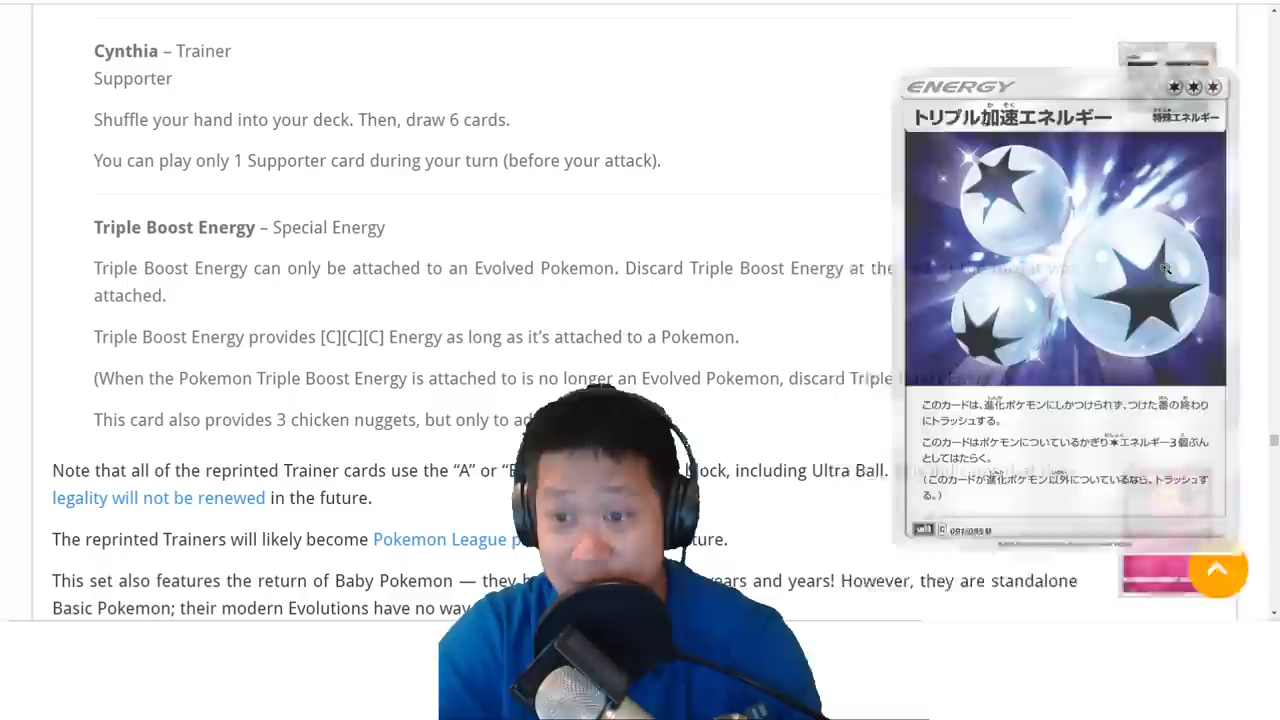 Cynthia – Trainer
Supporter
Shuffle your hand into your deck. Then, draw 6 cards.
You can play only 1 Supporter card during your turn (before your attack).
Triple Boost Energy – Special Energy
Triple Boost Energy can only be attached to an Evolved Pokemon. Discard Triple Boost Energy at the
attached.
Triple Boost Energy provides [C][C][C] Energy as long as it's attached to a Pokemon.
(When the Pokemon Triple Boost Energy is attached to is no longer an Evolved Pokemon, discard Triple
This card also provides 3 chicken nuggets, but only to
Note that all of the reprinted Trainer cards use the “A” or block, including Ultra Ball.
legality will not be renewed in the future.
The reprinted Trainers will likely become Pokemon League
This set also features the return of Baby Pokemon — they years and years! However, they are standalone
Basic Pokemon; their modern Evolutions have no way
ENERGY
トリプル加速エネルギー 特殊エネルギー
このカードは、進化ポケモンにしかつけられず、つけた番の終わり
にトラッシュする。
このカードはポケモンについているかぎり エネルギー3個ぶん
としてはたらく。
(このカードが進化ポケモン以外についているなら、トラッシュす
る。)
091/095 U